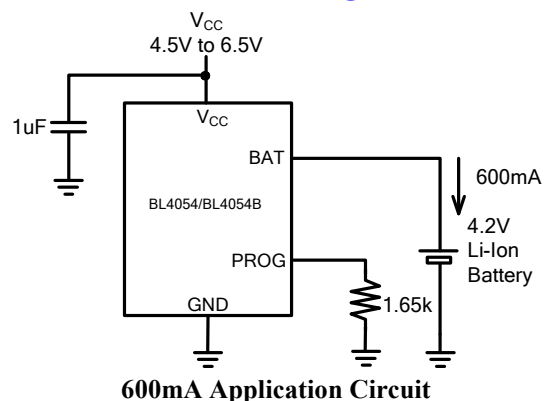 VCC
4.5V to 6.5V
1uF
VCC
BAT
600mA
BL4054/BL4054B
4.2V
Li-Ion
Battery
PROG
1.65k
GND
600mA Application Circuit